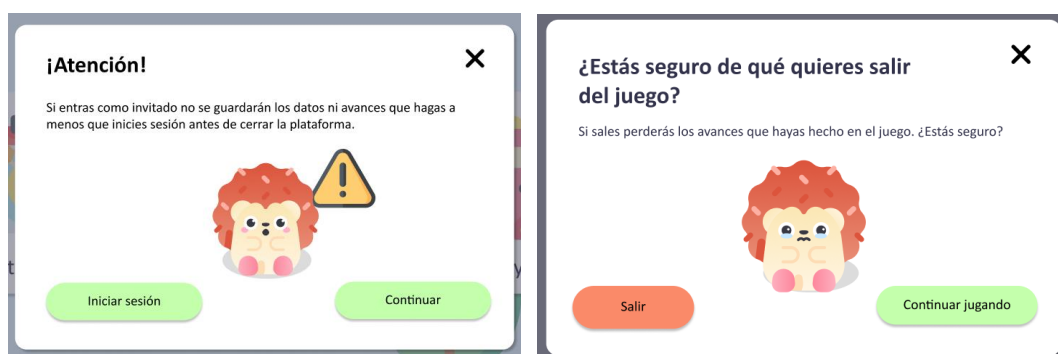 ¡Atención!
Si entras como invitado no se guardarán los datos ni avances que hagas a
menos que inicies sesión antes de cerrar la plataforma.
Iniciar sesión
Continuar
¿Estás seguro de qué quieres salir
del juego?
Si sales perderás los avances que hayas hecho en el juego. ¿Estás seguro?
Salir
Continuar jugando